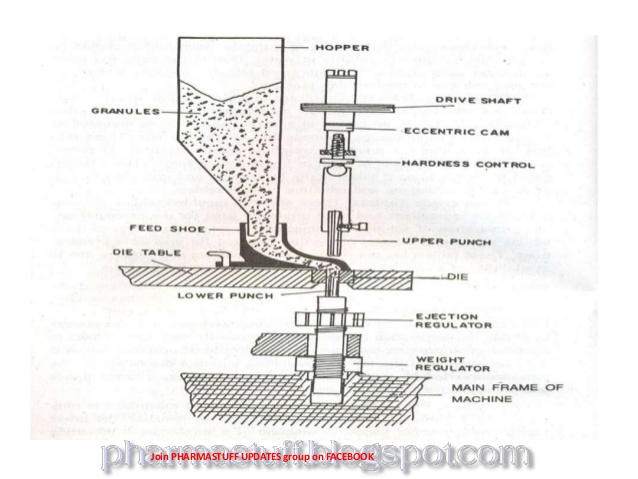 HOPPER
DRIVE SHAFT
GRANULES
ECCENTRIC CAM
HARDNESS CONTROL
FEED SHOE
UPPER PUNCH
DIE TABLE
DIE
LOWER PUNCH
EJECTION
REGULATOR
WEIGHT
REGULATOR
MAIN FRAME OF
MACHINE
pharmastuff.blogspot.com
Join PHARMASTUFF UPDATES group on FACEBOOK